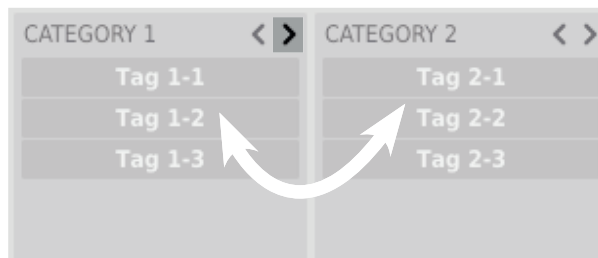 CATEGORY 1
Tag 1-1
Tag 1-2
Tag 1-3
CATEGORY 2
Tag 2-1
Tag 2-2
Tag 2-3